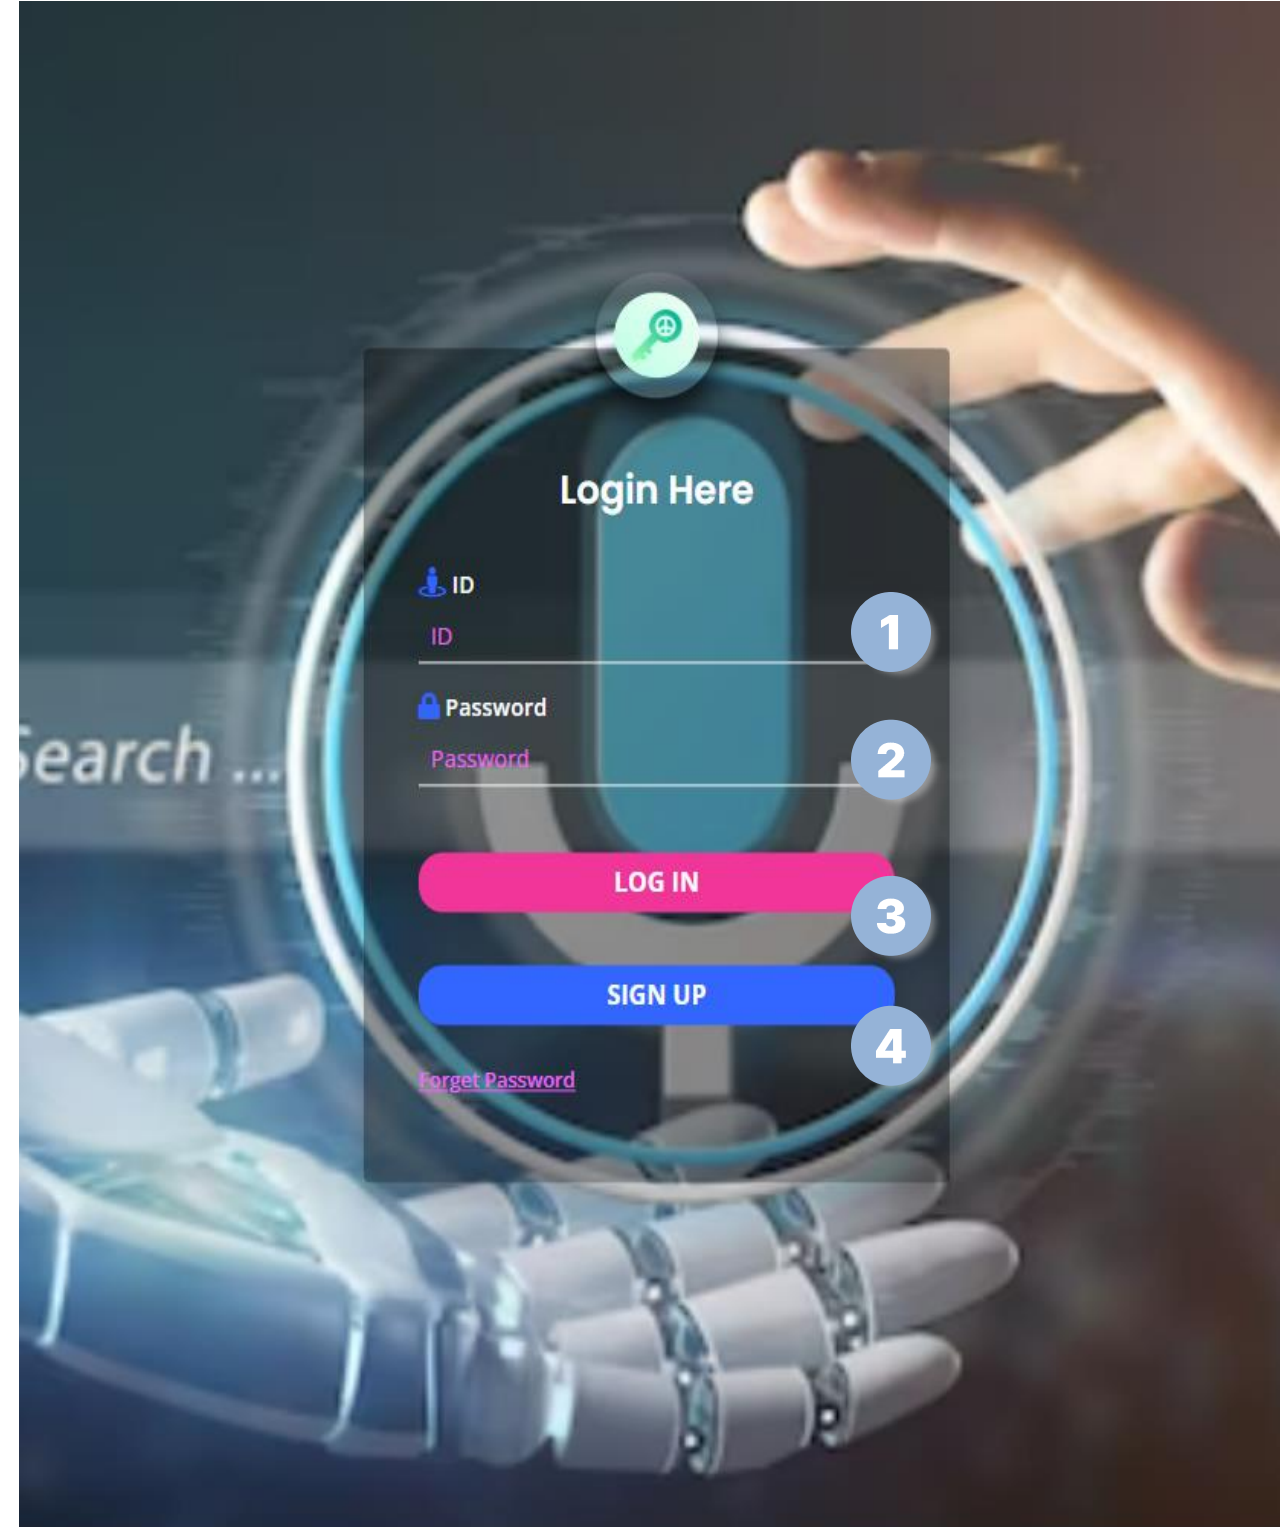 Login Here
ID
ID
1
Password
Password
2
Search ...
LOG IN
3
SIGN UP
4
Forget Password